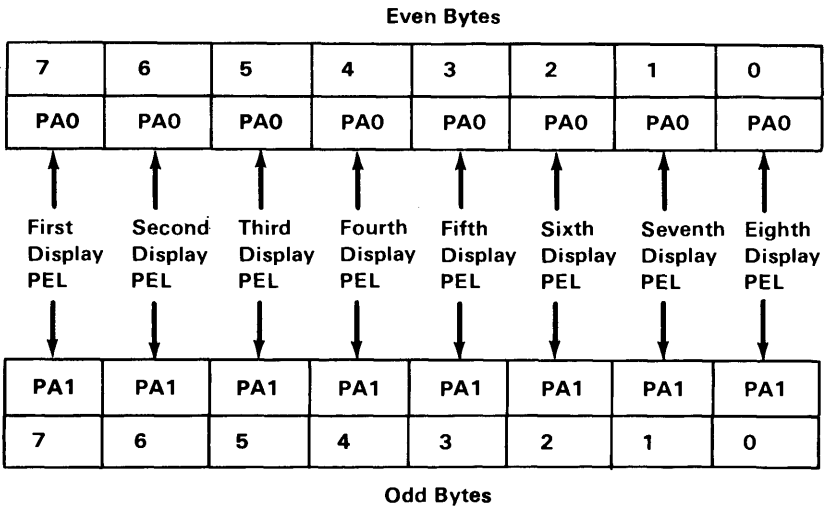 Even Bytes
7 6 5 4 3 2 1 0
PA0 PA0 PA0 PA0 PA0 PA0 PA0 PA0
First Second Third Fourth Fifth Sixth Seventh Eighth
Display Display Display Display Display Display Display Display
PEL PEL PEL PEL PEL PEL PEL PEL
PA1 PA1 PA1 PA1 PA1 PA1 PA1 PA1
7 6 5 4 3 2 1 0
Odd Bytes